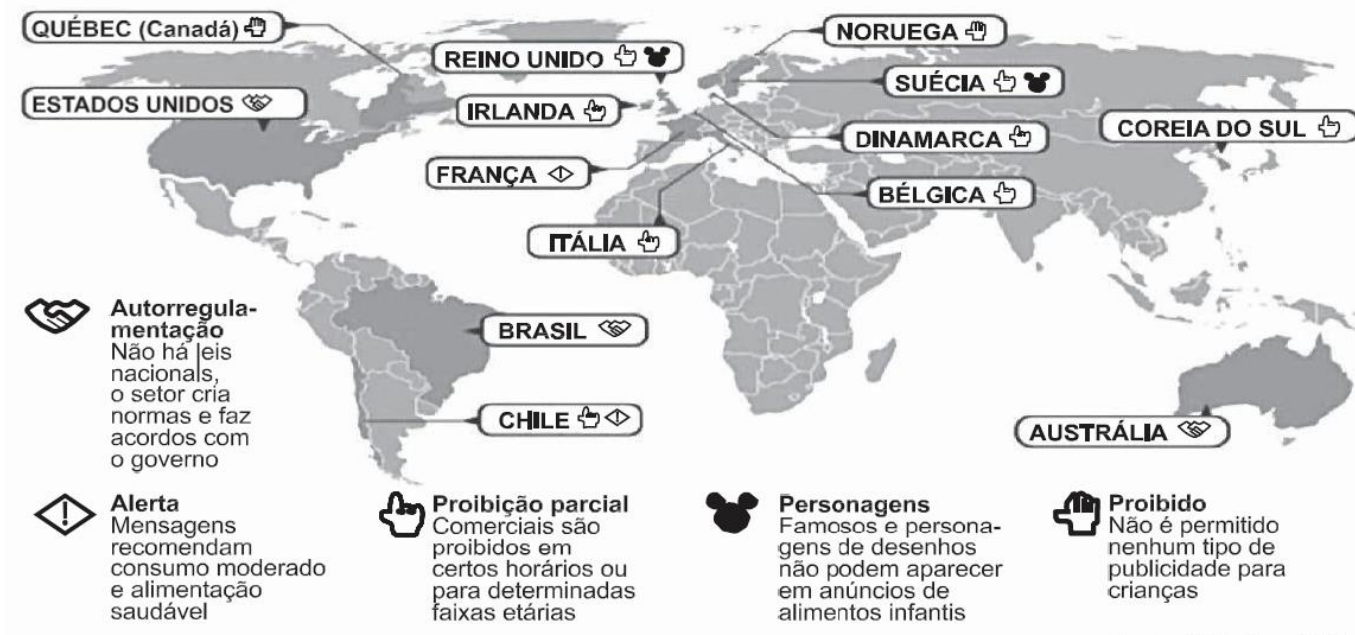 QUÉBEC (Canadá)
NORUEGA
REINO UNIDO
SUÉCIA
ESTADOS UNIDOS
IRLANDA
DINAMARCA
COREIA DO SUL
FRANÇA
BÉLGICA
ITÁLIA
BRASIL
CHILE
AUSTRÁLIA
Autorregula-
mentação
Não há leis
nacionais,
o setor cria
normas e faz
acordos com
o governo
Alerta
Mensagens
recomendam
consumo moderado
e alimentação
saudável
Proibição parcial
Comerciais são
proibidos em
certos horários ou
para determinadas
faixas etárias
Personagens
Famosos e persona-
gens de desenhos
não podem aparecer
em anúncios de
alimentos infantis
Proibido
Não é permitido
nenhum tipo de
publicidade para
crianças